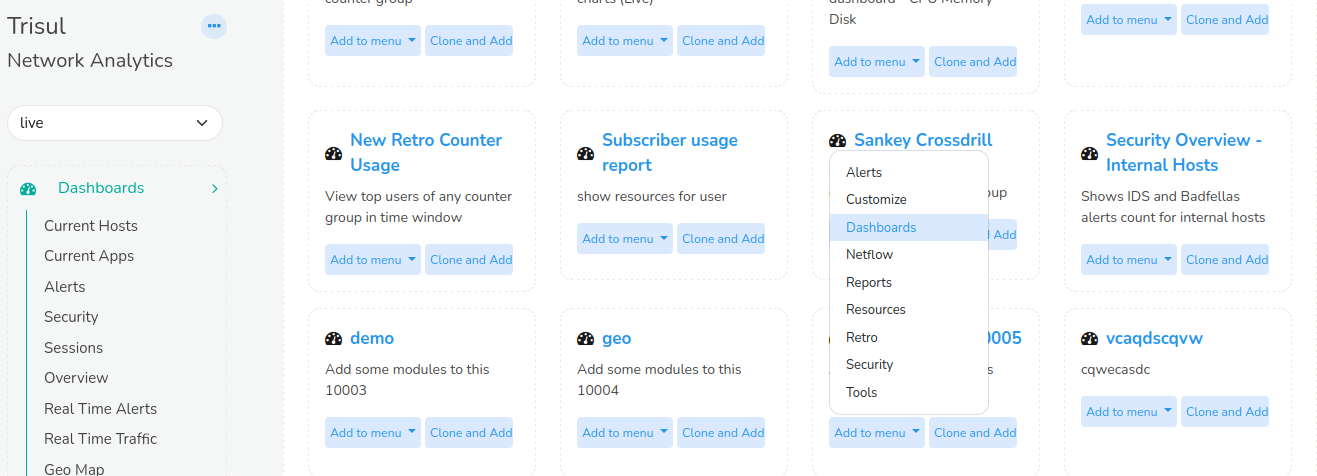 Trisul
Network Analytics
live
Dashboards
Current Hosts
Current Apps
Alerts
Security
Sessions
Overview
Real Time Alerts
Real Time Traffic
Geo Map
counter group
Add to menu Clone and Add
charts (Live)
Add to menu Clone and Add
dashboard - CPU Memory
Disk
Add to menu Clone and Add
Add to menu Clone and Add
New Retro Counter
Usage
View top users of any counter
group in time window
Add to menu Clone and Add
Subscriber usage
report
show resources for user
Add to menu Clone and Add
Sankey Crossdrill
Add
Alerts
Customize
Dashboards
Netflow
Reports
Resources
Retro
Security
Tools
Security Overview -
Internal Hosts
Shows IDS and Badfellas
alerts count for internal hosts
Add to menu Clone and Add
demo
Add some modules to this
10003
Add to menu Clone and Add
geo
Add some modules to this
10004
Add to menu Clone and Add
0005
Add to menu Clone and Add
vcaqdscqvw
cqwecasdc
Add to menu Clone and Add